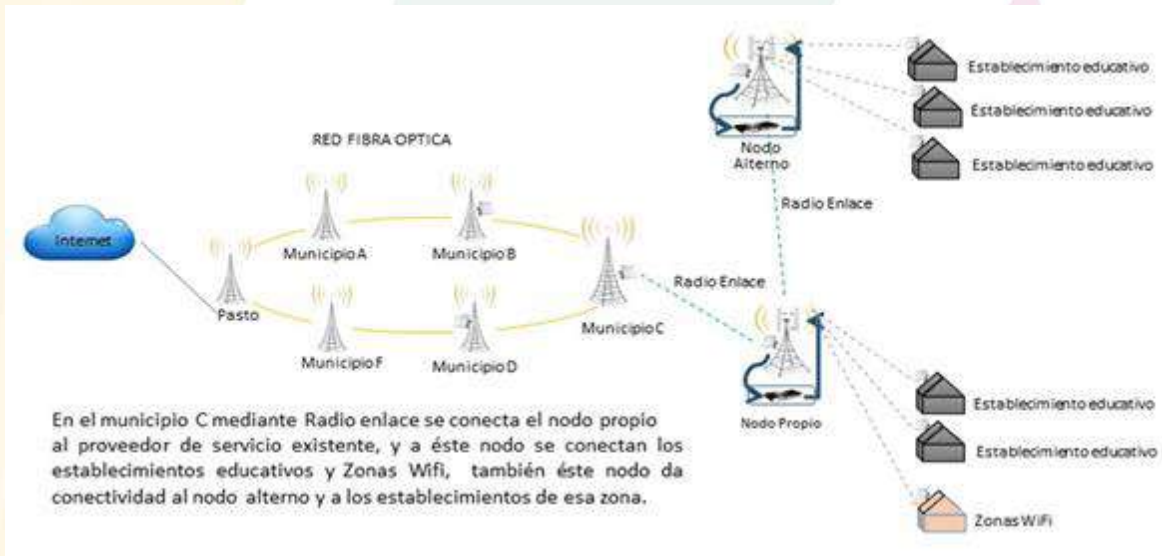 Establecimiento educativo
Establecimiento educativo
Establecimiento educativo
Nodo
Alterno
RED FIBRA OPTICA
Radio Enlace
Internet
Municipio A
Municipio B
Radio Enlace
Pasto
Municipio C
Municipio F
Municipio D
Nodo Propio
Establecimiento educativo
Establecimiento educativo
Zonas WiFi
En el municipio C mediante Radio enlace se conecta el nodo propio
al proveedor de servicio existente, y a éste nodo se conectan los
establecimientos educativos y Zonas Wifi, también éste nodo da
conectividad al nodo alterno y a los establecimientos de esa zona.